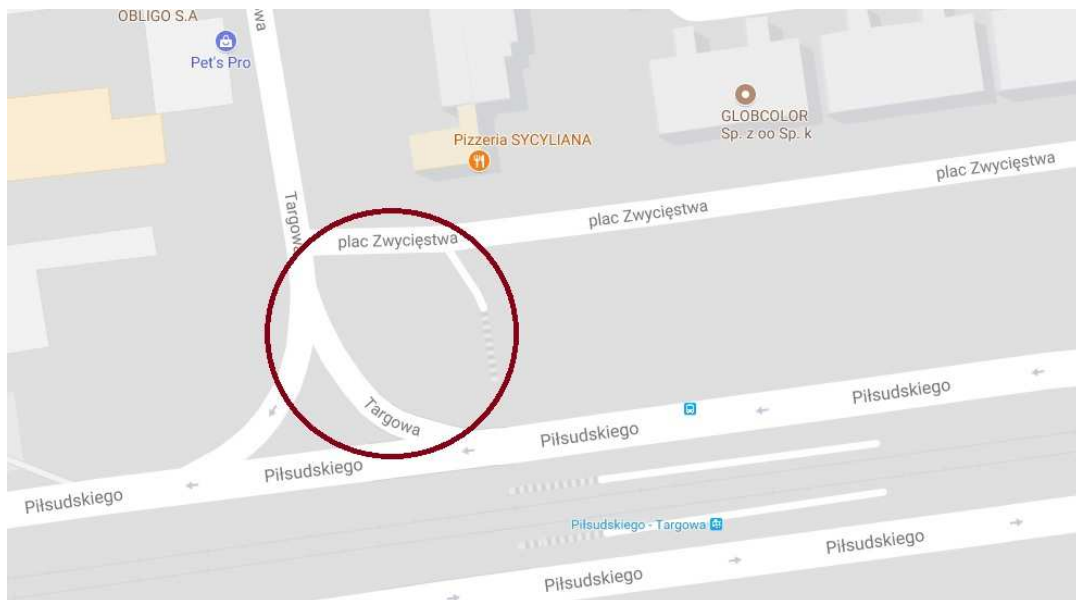 OBLIGO S.A
wa
Pet's Pro
GLOBCOLOR
Sp. z oo Sp. k
Pizzeria SYCYLIANA
plac Zwycięstwa
plac Zwycięstwa
plac Zwycięstwa
Targowa
Targowa
Piłsudskiego
Piłsudskiego
Piłsudskiego
Piłsudskiego
Piłsudskiego - Targowa
Piłsudskiego
Piłsudskiego